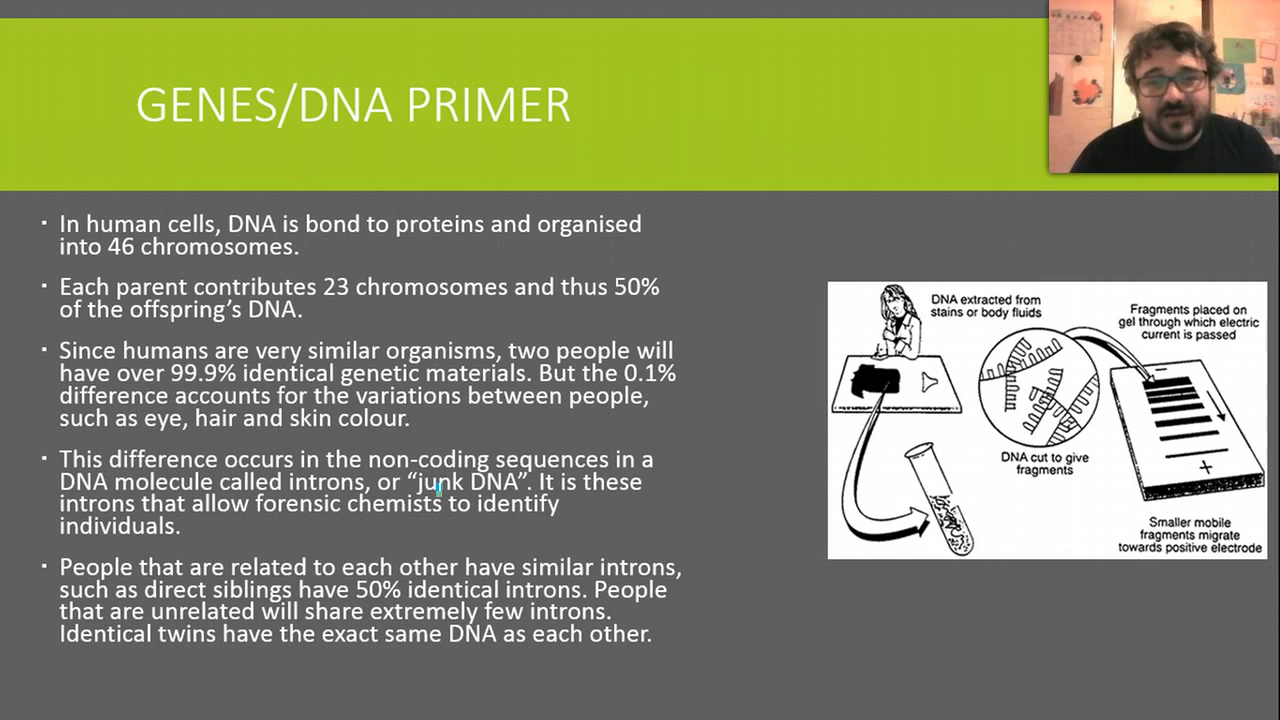 GENES/DNA PRIMER
▪ In human cells, DNA is bond to proteins and organised
into 46 chromosomes.
▪ Each parent contributes 23 chromosomes and thus 50%
of the offspring’s DNA.
▪ Since humans are very similar organisms, two people will
have over 99.9% identical genetic materials. But the 0.1%
difference accounts for the variations between people,
such as eye, hair and skin colour.
▪ This difference occurs in the non-coding sequences in a
DNA molecule called introns, or “junk DNA”. It is these
introns that allow forensic chemists to identify
individuals.
▪ People that are related to each other have similar introns,
such as direct siblings have 50% identical introns. People
that are unrelated will share extremely few introns.
Identical twins have the exact same DNA as each other.
DNA extracted from
stains or body fluids
Fragments placed on
gel through which electric
current is passed
−
DNA cut to give
fragments
+
Smaller mobile
fragments migrate
towards positive electrode